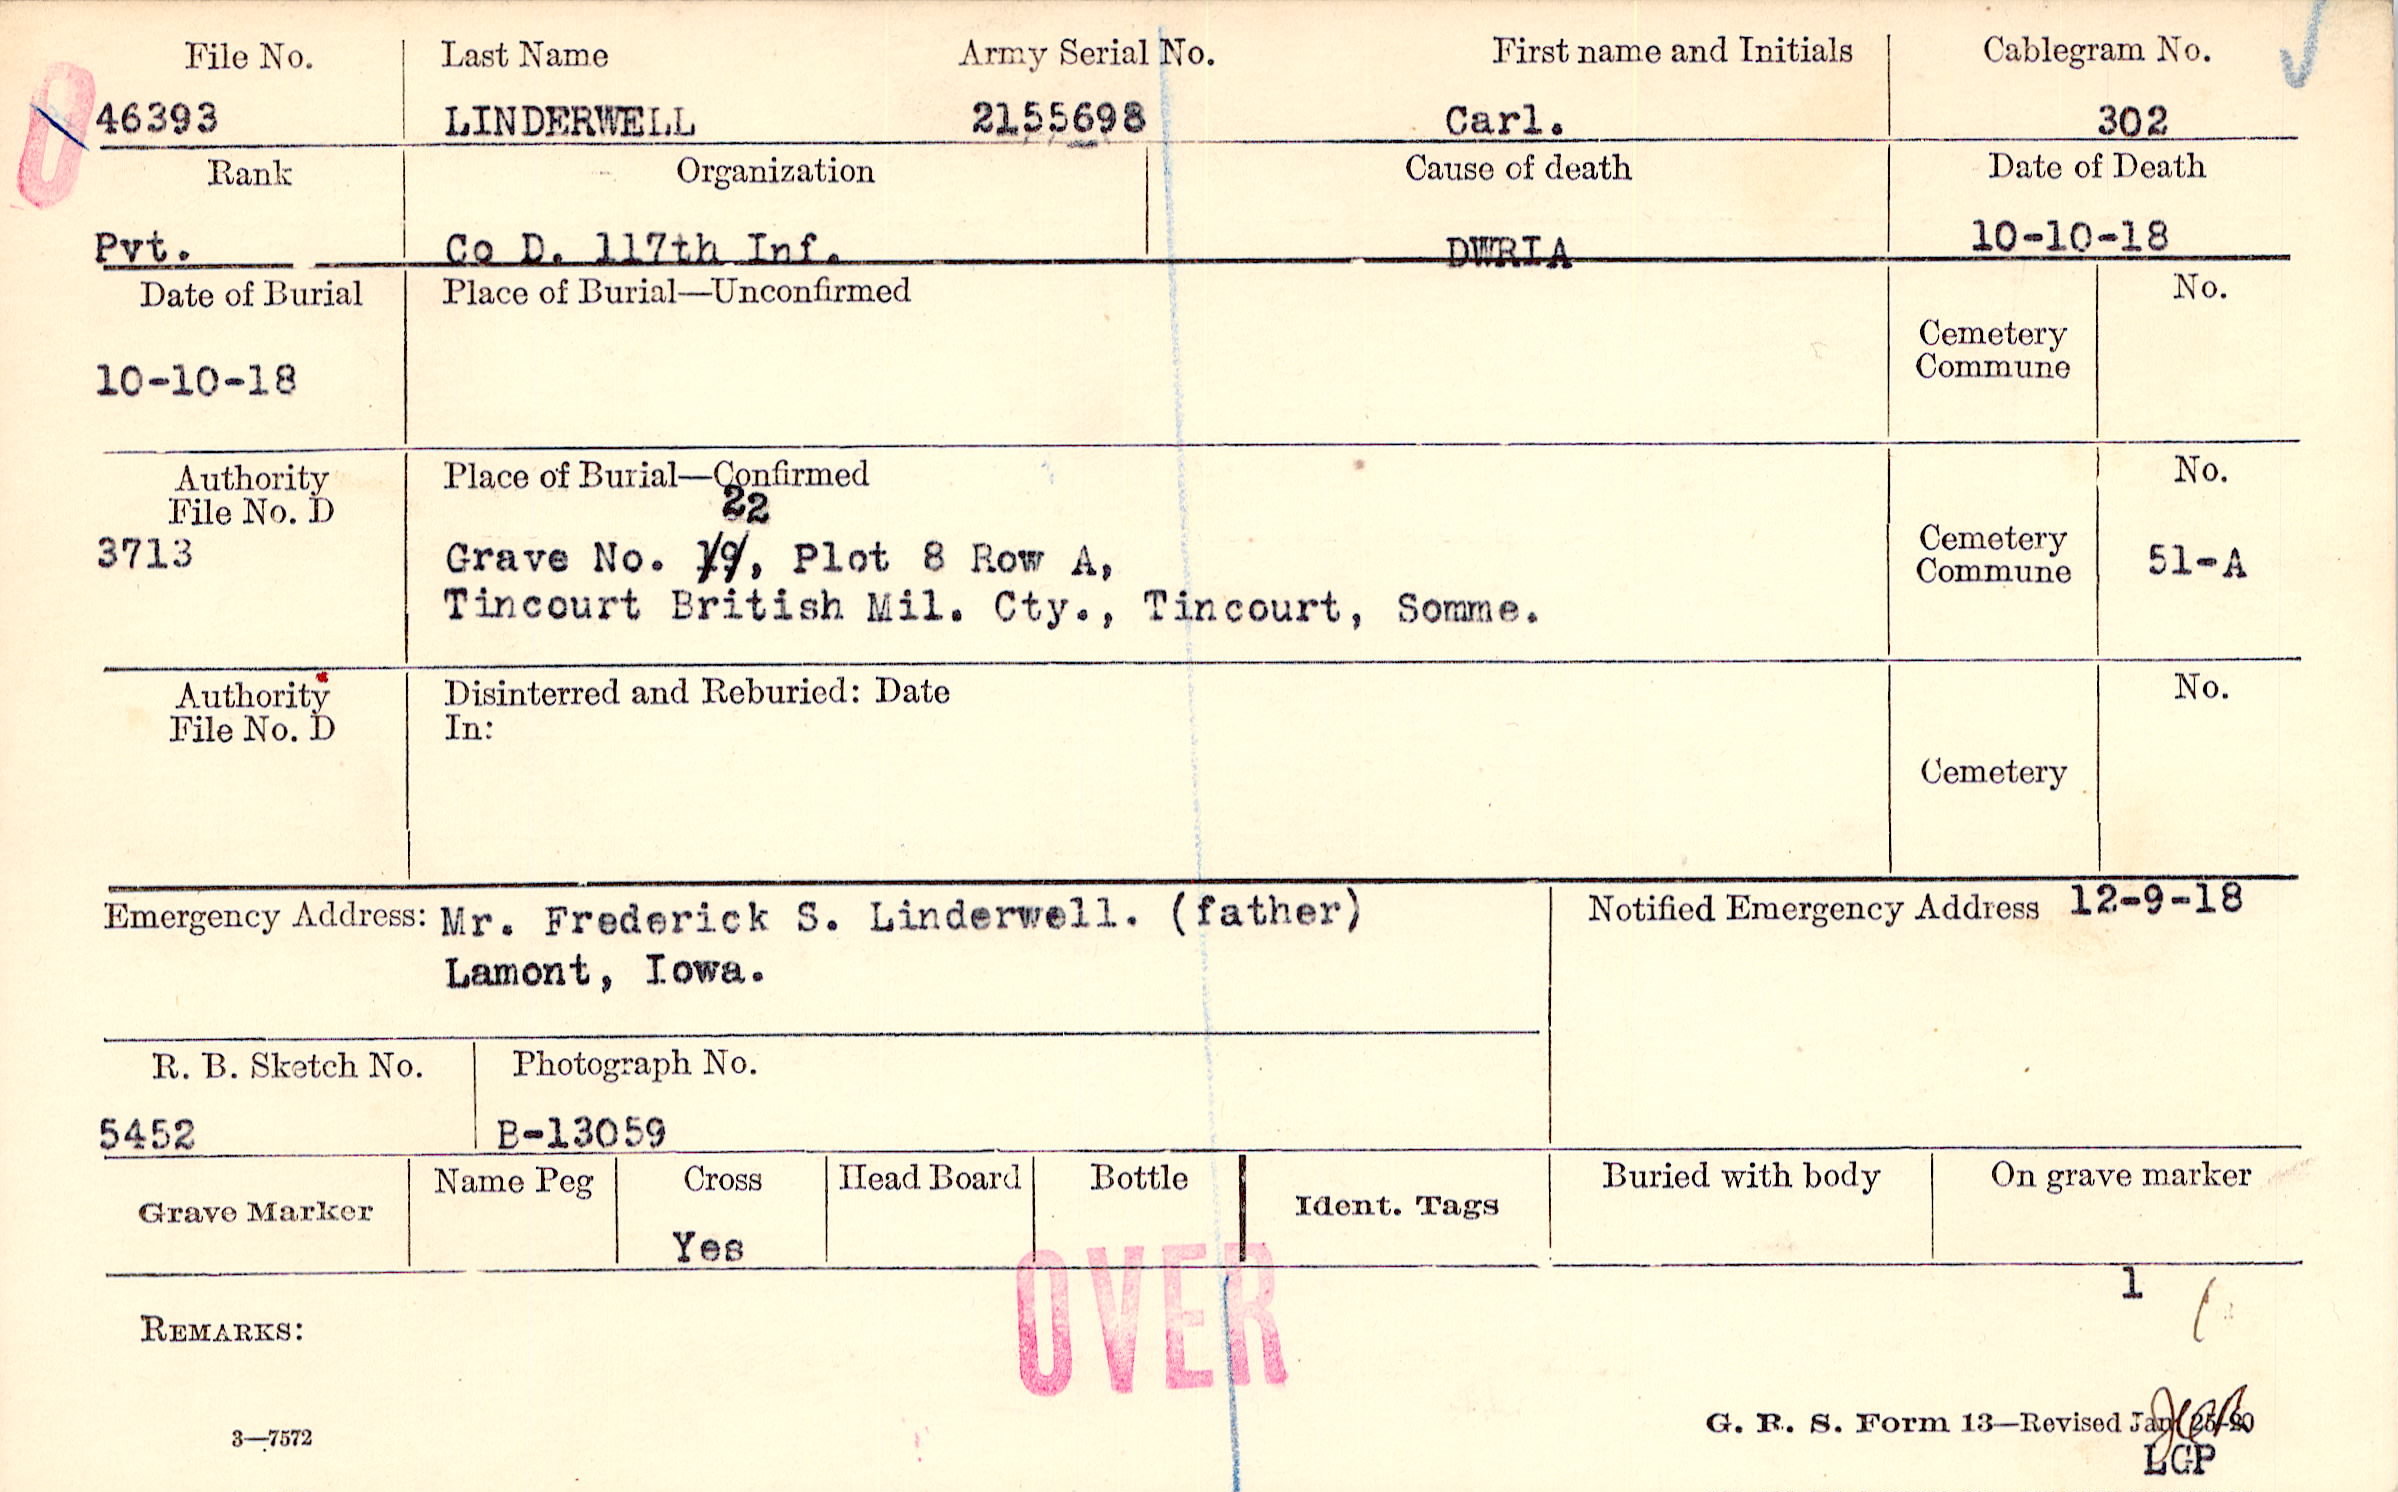 File No. Last Name Army Serial No. First name and Initials Cablegram No.
46393 LINDERWELL 2155698 Carl. 302
Rank Organization Cause of death Date of Death
Pvt. Co D. 117th Inf. DWRIA 10-10-18
Date of Burial Place of Burial—Unconfirmed No.
Cemetery
Commune
10-10-18
Authority Place of Burial—Confirmed No.
File No. D 22
3713 Grave No. 19, Plot 8 Row A, Cemetery
Commune 51-A
Tincourt British Mil. Cty., Tincourt, Somme.
Authority Disinterred and Reburied: Date No.
File No. D In:
Cemetery
Emergency Address: Mr. Frederick S. Linderwell. (father) Notified Emergency Address 12-9-18
Lamont, Iowa.
R. B. Sketch No. Photograph No.
5452 B-13059
Grave Marker Name Peg Cross Head Board Bottle Ident. Tags Buried with body On grave marker
Yes
1
OVER
REMARKS:
3—7572 G. R. S. Form 13—Revised Jan. 25-20
LCP